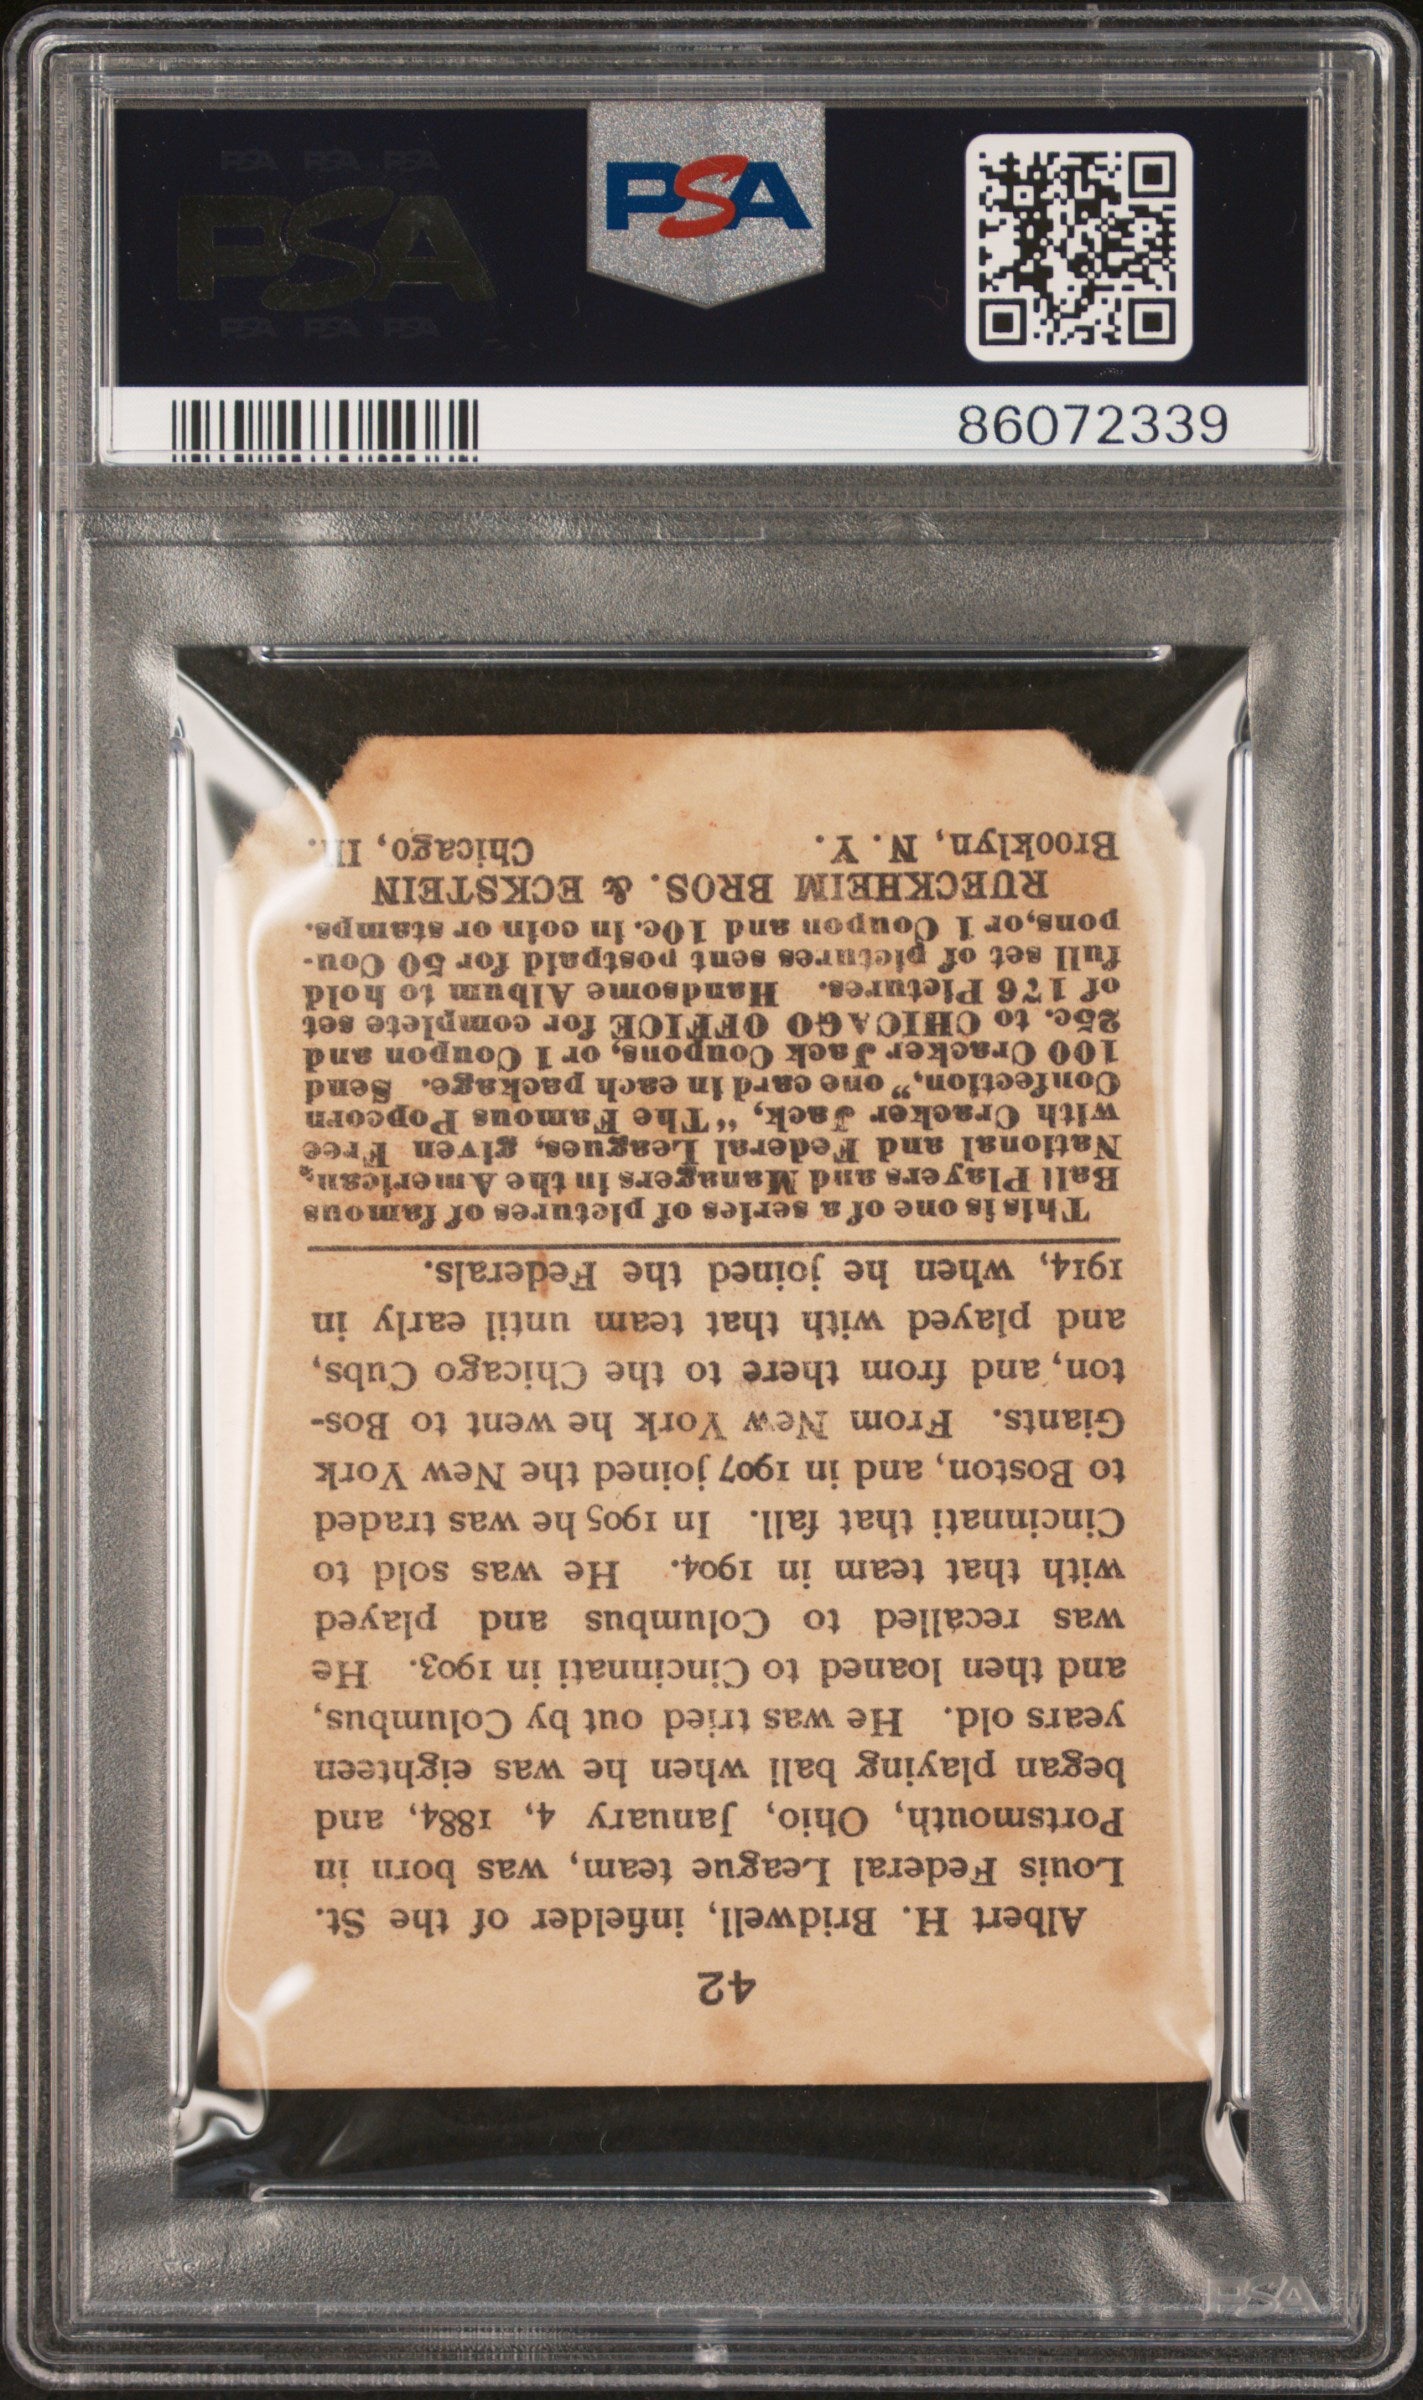 PSA
PSA PSA PSA
PSA
PSA PSA PSA
86072339
42
Albert H. Bridwell, infielder of the St.
Louis Federal League team, was born in
Portsmouth, Ohio, January 4, 1884, and
began playing ball when he was eighteen
years old. He was tried out by Columbus,
and then loaned to Cincinnati in 1903. He
was recalled to Columbus and played
with that team in 1904. He was sold to
Cincinnati that fall. In 1905 he was traded
to Boston, and in 1907 joined the New York
Giants. From New York he went to Bos-
ton, and from there to the Chicago Cubs,
and played with that team until early in
1914, when he joined the Federals.
This is one of a series of pictures of famous
Ball Players and Managers in the American,
National and Federal Leagues, given Free
with Cracker Jack, "The Famous Popcorn
Confection," one card in each package. Send
100 Cracker Jack Coupons, or 1 Coupon and
25c. to CHICAGO OFFICE for complete set
of 176 Pictures. Handsome Album to hold
full set of pictures sent postpaid for 50 Cou-
pons, or 1 Coupon and 10c. in coin or stamps.
RUECKHEIM BROS. & ECKSTEIN
Brooklyn, N. Y. Chicago, Ill.
PSA